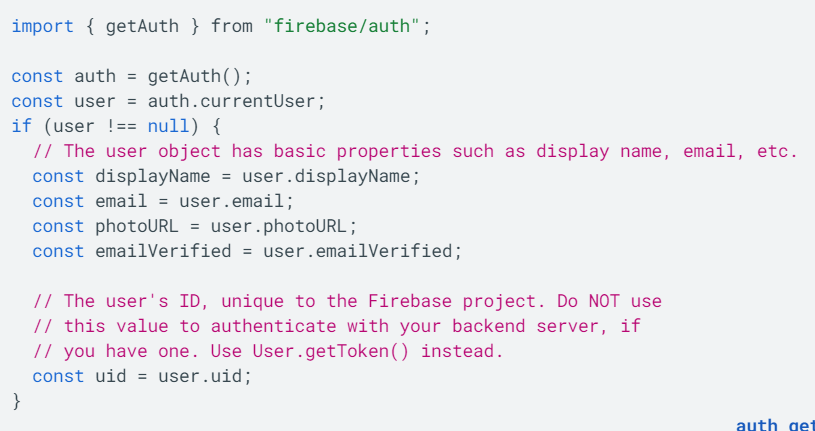 import { getAuth } from "firebase/auth";
const auth = getAuth();
const user = auth.currentUser;
if (user !== null) {
// The user object has basic properties such as display name, email, etc.
const displayName = user.displayName;
const email = user.email;
const photoURL = user.photoURL;
const emailVerified = user.emailVerified;
// The user's ID, unique to the Firebase project. Do NOT use
// this value to authenticate with your backend server, if
// you have one. Use User.getToken() instead.
const uid = user.uid;
}
auth get